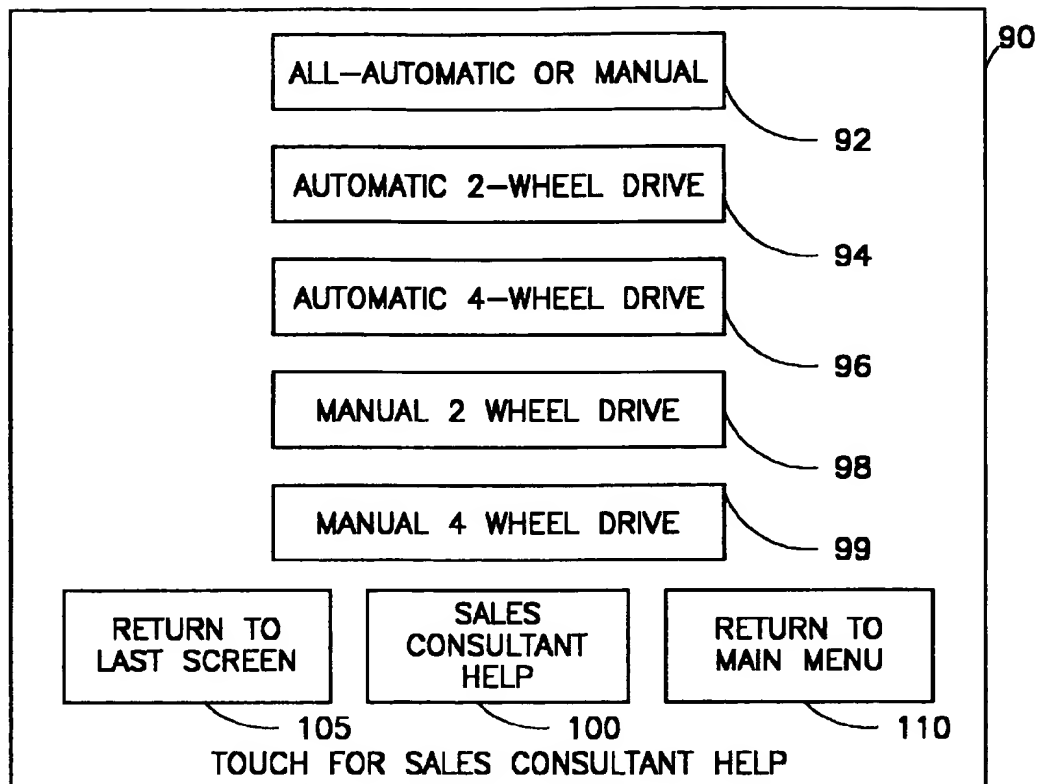 90
ALL-AUTOMATIC OR MANUAL
92
AUTOMATIC 2-WHEEL DRIVE
94
AUTOMATIC 4-WHEEL DRIVE
96
MANUAL 2 WHEEL DRIVE
98
MANUAL 4 WHEEL DRIVE
99
RETURN TO
LAST SCREEN
105
SALES
CONSULTANT
HELP
100
RETURN TO
MAIN MENU
110
TOUCH FOR SALES CONSULTANT HELP